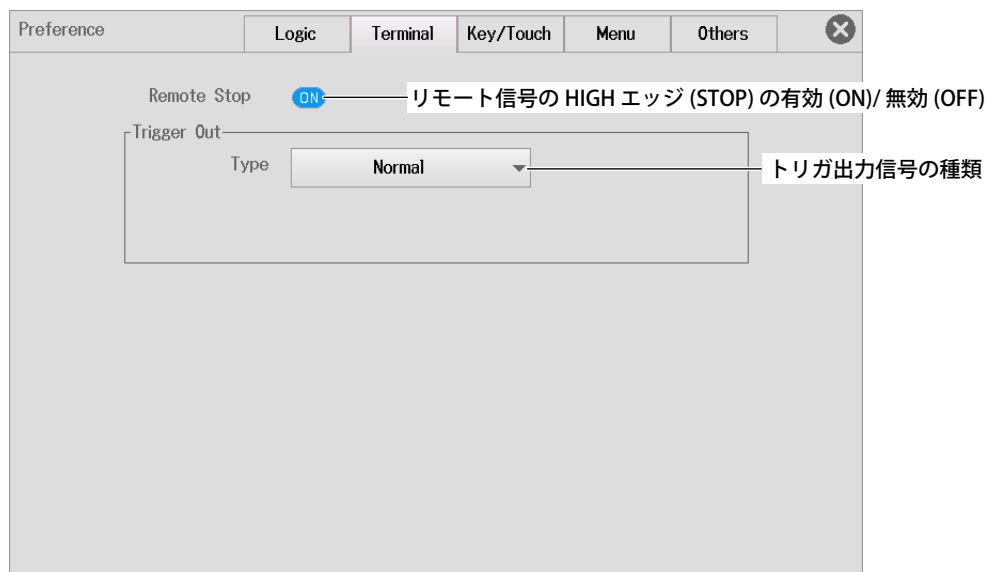 Preference Logic Terminal Key/Touch Menu Others
Remote Stop ON リモート信号の HIGH エッジ (STOP) の有効 (ON)/ 無効 (OFF)
Trigger Out
Type Normal トリガ出力信号の種類